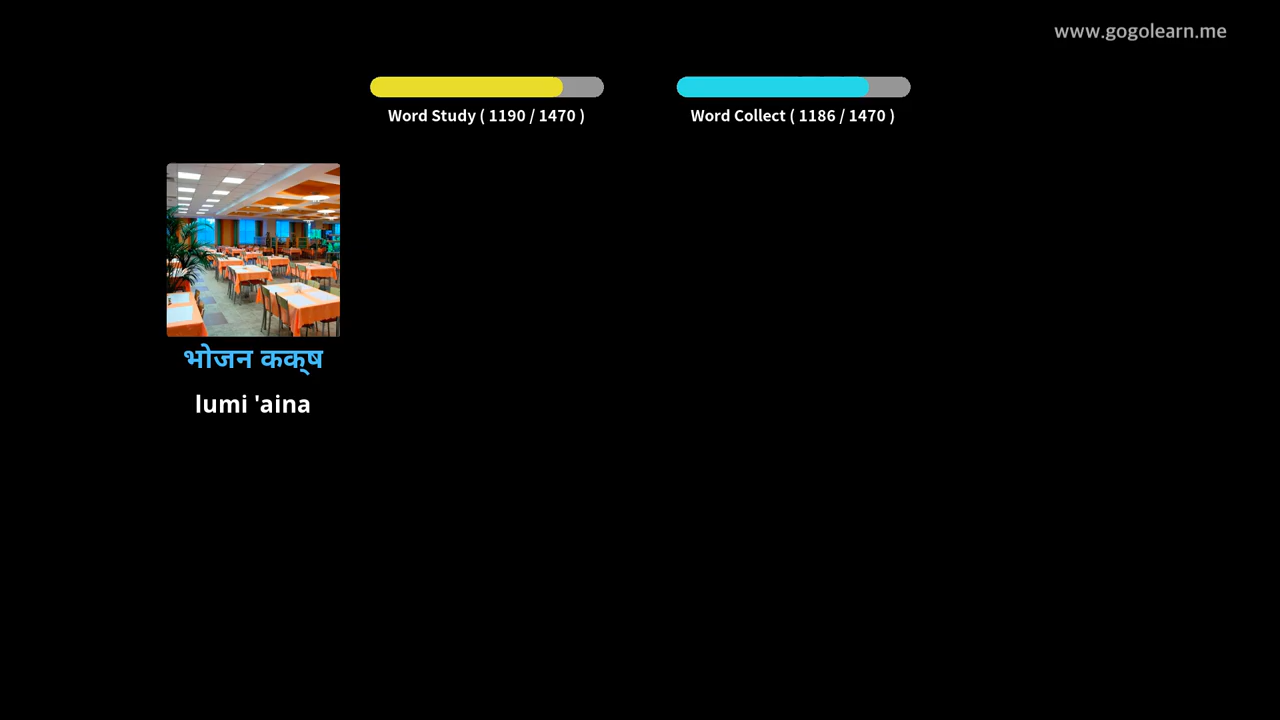 www.gogolearn.me
Word Study ( 1190 / 1470 )
Word Collect ( 1186 / 1470 )
भोजन कक्ष
lumi 'aina